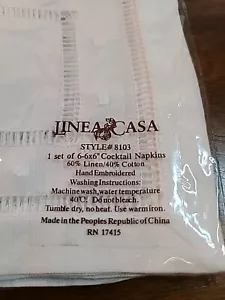 LINEA CASA
STYLE# 8103
1 set of 6-6x6" Cocktail Napkins
60% Linen/40% Cotton
Hand Embroidered
Washing Instructions:
Machine wash, water temperature
40C. Do not bleach.
Tumble dry, no heat. Use warm iron.
Made in the Peoples Republic of China
RN 17415